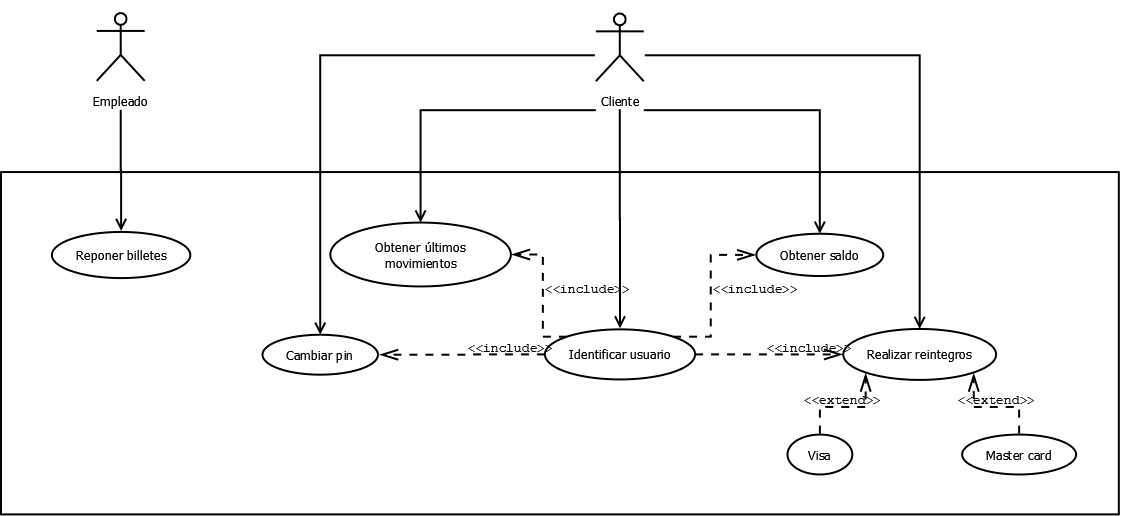 Empleado
Cliente
Reponer billetes
Obtener últimos
movimientos
Obtener saldo
<<include>>
<<include>>
Cambiar pin
<<include>>
Identificar usuario
<<include>>
Realizar reintegros
<<extend>>
<<extend>>
Visa
Master card